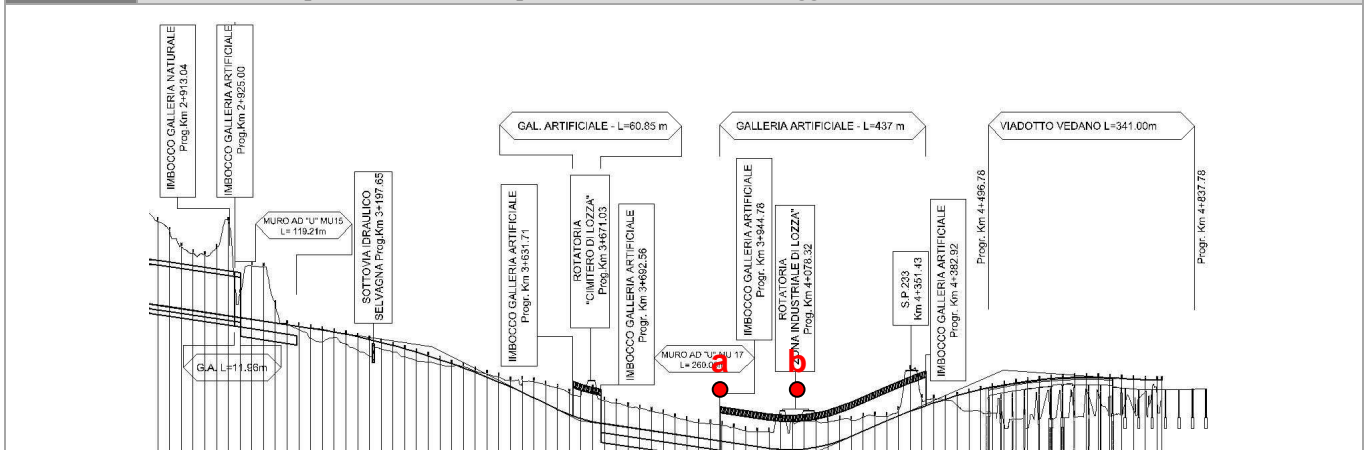 IMBOCCO GALLERIA NATURALE
Prog.Km 2+913.04
IMBOCCO GALLERIA ARTIFICIALE
Prog.Km 2+925.00
MURO AD "U" MU15
L= 119.21m
G.A. L=11.96m
SOTTOVIA IDRAULICO
SELVAGNA Prog.Km 3+197.65
GAL. ARTIFICIALE - L=60.85 m
IMBOCCO GALLERIA ARTIFICIALE
Progr. Km 3+631.71
ROTATORIA
"CIMITERO DI LOZZA"
Prog.Km 3+671.03
IMBOCCO GALLERIA ARTIFICIALE
Progr. Km 3+692.56
MURO AD "U" MU 17
GALLERIA ARTIFICIALE - L=437 m
IMBOCCO GALLERIA ARTIFICIALE
Progr. Km 3+944.78
a
ROTATORIA
INDUSTRIALE DI LOZZA"
Prog. Km 4+078.32
b
S.P.233
Km 4+351.43
IMBOCCO GALLERIA ARTIFICIALE
Prog. Km 4+382.92
VIADOTTO VEDANO L=341.00m
Progr. Km 4+496.78
Progr. Km 4+837.78